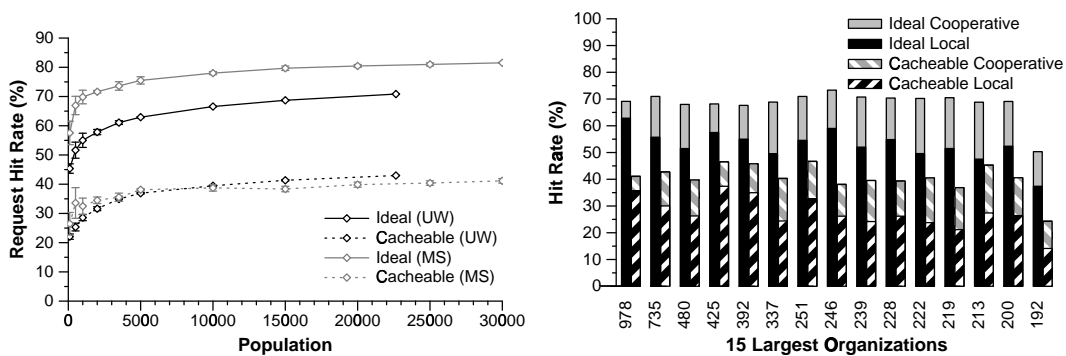 90
80
70
60
50
40
30
20
10
0
Request Hit Rate (%)
0 5000 10000 15000 20000 25000 30000
Population
Ideal (UW)
Cacheable (UW)
Ideal (MS)
Cacheable (MS)
100
90
80
70
60
50
40
30
20
10
0
Hit Rate (%)
Ideal Cooperative
Ideal Local
Cacheable Cooperative
Cacheable Local
978 735 480 425 392 337 251 246 239 228 222 219 213 200 192
15 Largest Organizations